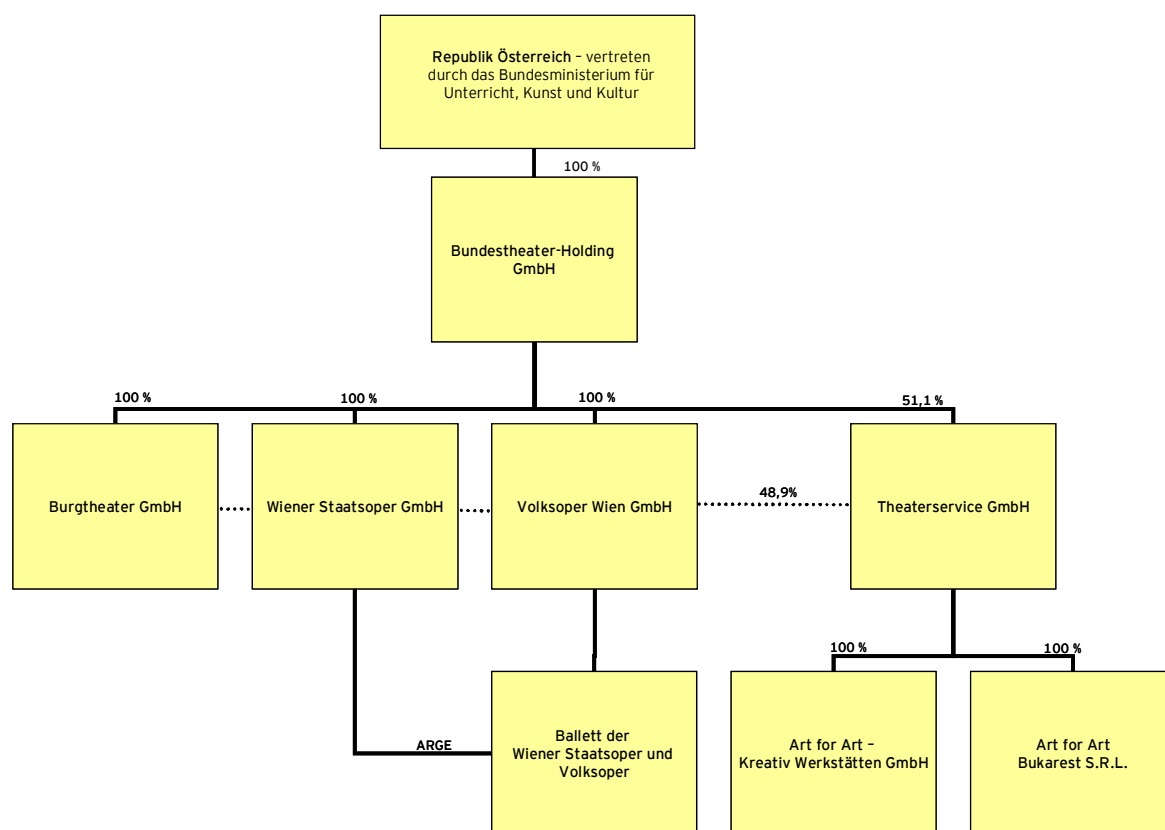 Republik Österreich – vertreten
durch das Bundesministerium für
Unterricht, Kunst und Kultur
100 %
Bundestheater-Holding
GmbH
100 %
100 %
100 %
51,1 %
Burgtheater GmbH
Wiener Staatsoper GmbH
Volksoper Wien GmbH
48,9%
Theaterservice GmbH
100 %
100 %
ARGE
Ballett der
Wiener Staatsoper und
Volksoper
Art for Art –
Kreativ Werkstätten GmbH
Art for Art
Bukarest S.R.L.